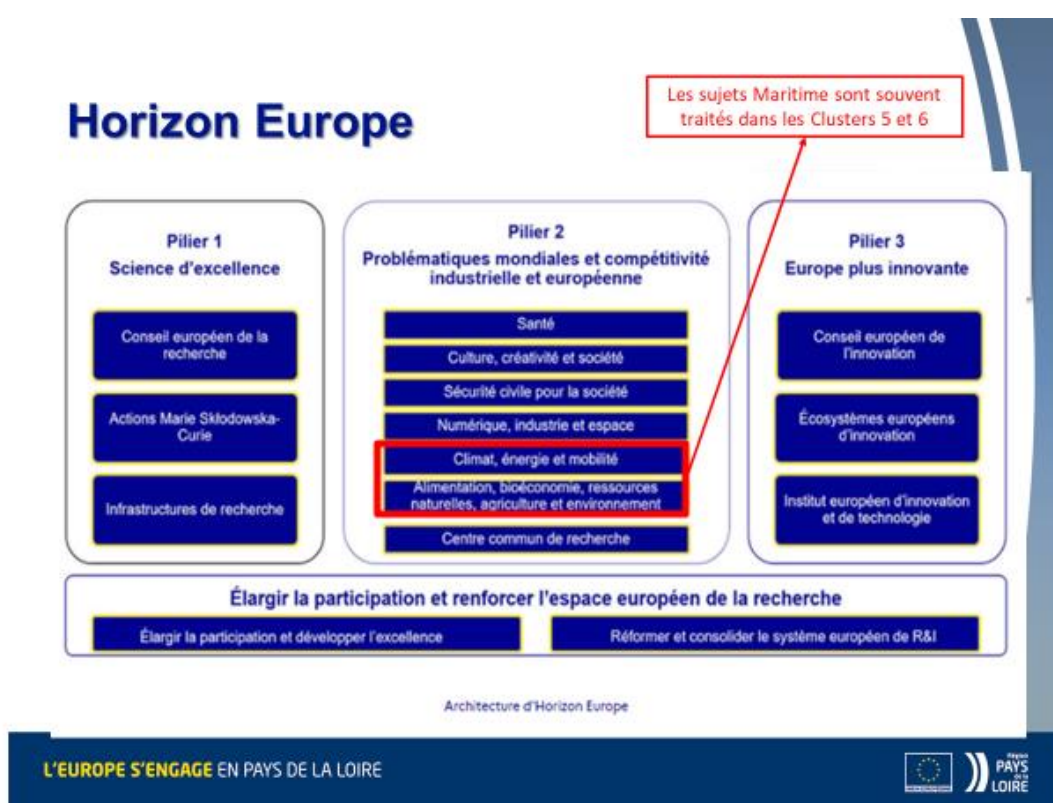 Horizon Europe
Les sujets Maritime sont souvent
traités dans les Clusters 5 et 6
Pilier 1
Science d'excellence
Conseil européen de la
recherche
Actions Marie Skłodowska-
Curie
Infrastructures de recherche
Pilier 2
Problématiques mondiales et compétitivité
industrielle et européenne
Santé
Culture, créativité et société
Sécurité civile pour la société
Numérique, industrie et espace
Climat, énergie et mobilité
Alimentation, bioéconomie, ressources
naturelles, agriculture et environnement
Centre commun de recherche
Pilier 3
Europe plus innovante
Conseil européen de
l'innovation
Écosystèmes européens
d'innovation
Institut européen d'innovation
et de technologie
Élargir la participation et renforcer l'espace européen de la recherche
Élargir la participation et développer l'excellence
Réformer et consolider le système européen de R&I
Architecture d'Horizon Europe
L'EUROPE S'ENGAGE EN PAYS DE LA LOIRE
Région
PAYS
de la
LOIRE